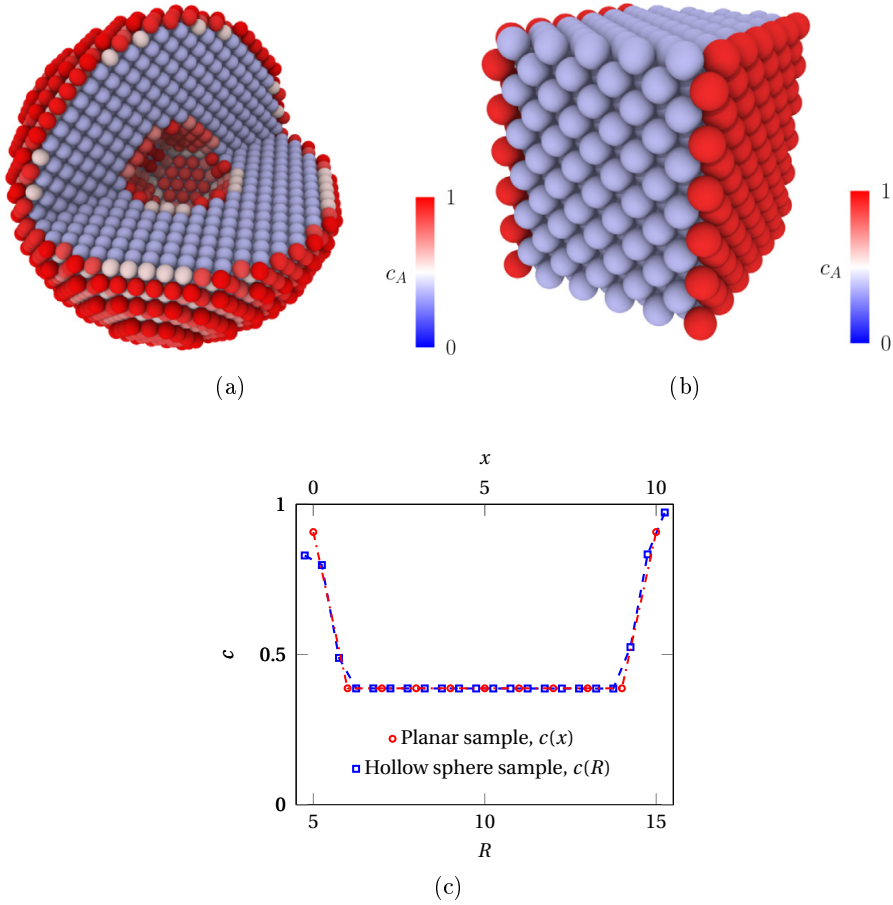 1
c_A
0
(a)
1
c_A
0
(b)
x
0 5 10
1
0.5
0
c
Planar sample, c(x)
Hollow sphere sample, c(R)
5 10 15
R
(c)